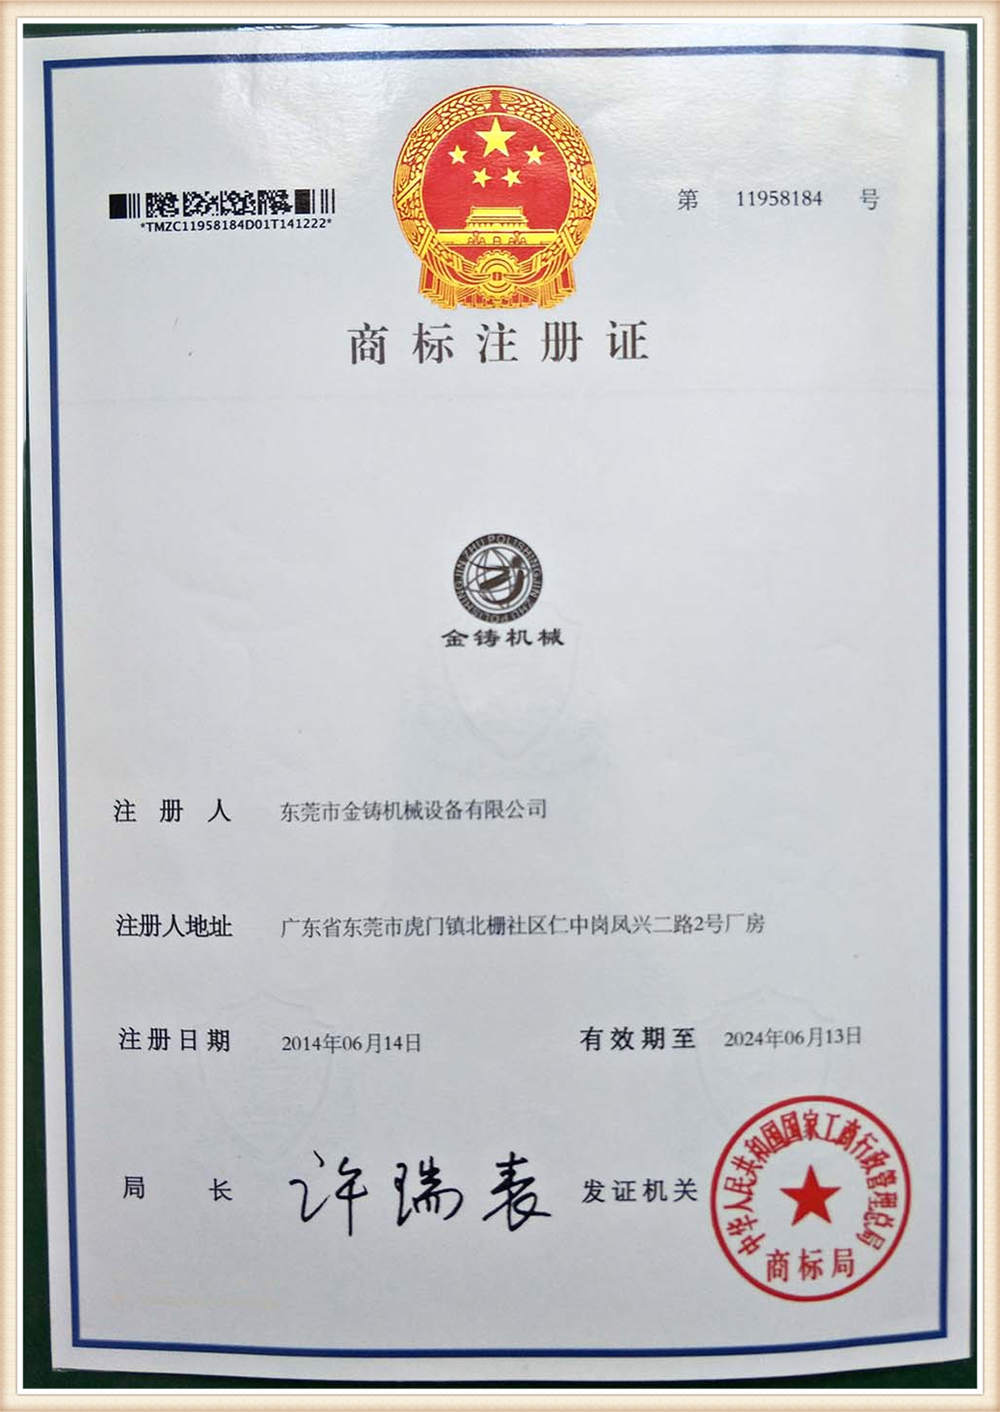 *TMZC11958184D01T141222*
第 11958184 号
商标注册证
JIN ZHU POLISHING JIN ZHU POLISHING
金铸机械
注册人 东莞市金铸机械设备有限公司
注册人地址 广东省东莞市虎门镇北栅社区仁中岗凤兴二路2号厂房
注册日期 2014年06月14日 有效期至 2024年06月13日
局长 许瑞表 发证机关
中华人民共和国国家工商行政管理总局
商标局